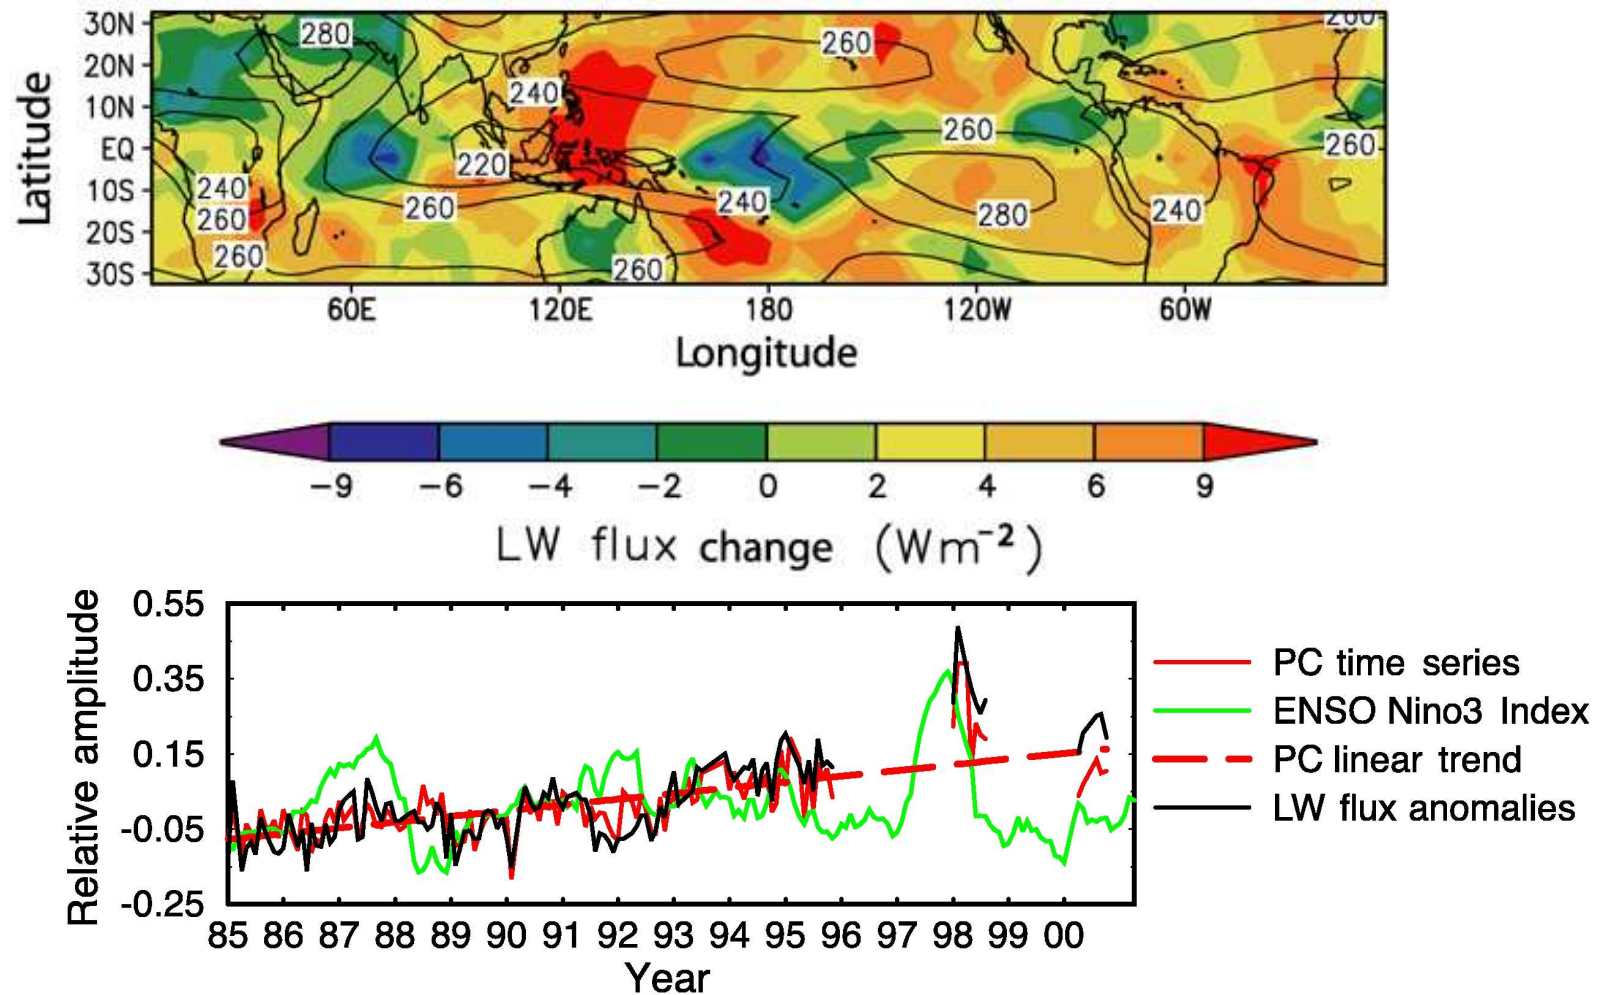 30N
20N
10N
EQ
10S
20S
30S
Latitude
280
260
260
240
260
260
220
240
260
260
240
280
240
260
260
260
60E 120E 180 120W 60W
Longitude
−9 −6 −4 −2 0 2 4 6 9
LW flux change (Wm⁻²)
0.55
0.35
0.15
-0.05
-0.25
Relative amplitude
85 86 87 88 89 90 91 92 93 94 95 96 97 98 99 00
Year
PC time series
ENSO Nino3 Index
PC linear trend
LW flux anomalies